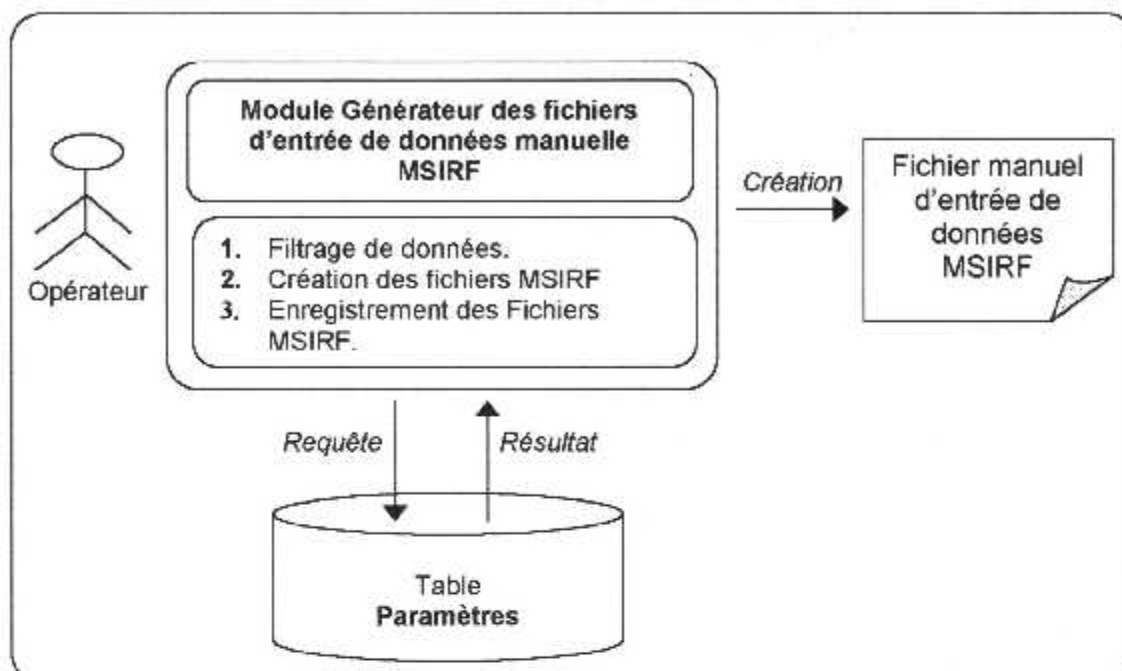 Module Générateur des fichiers
d'entrée de données manuelle
MSIRF
Opérateur
1. Filtrage de données.
2. Création des fichiers MSIRF
3. Enregistrement des Fichiers
MSIRF.
Création
Fichier manuel
d'entrée de
données
MSIRF
Requête
Résultat
Table
Paramètres